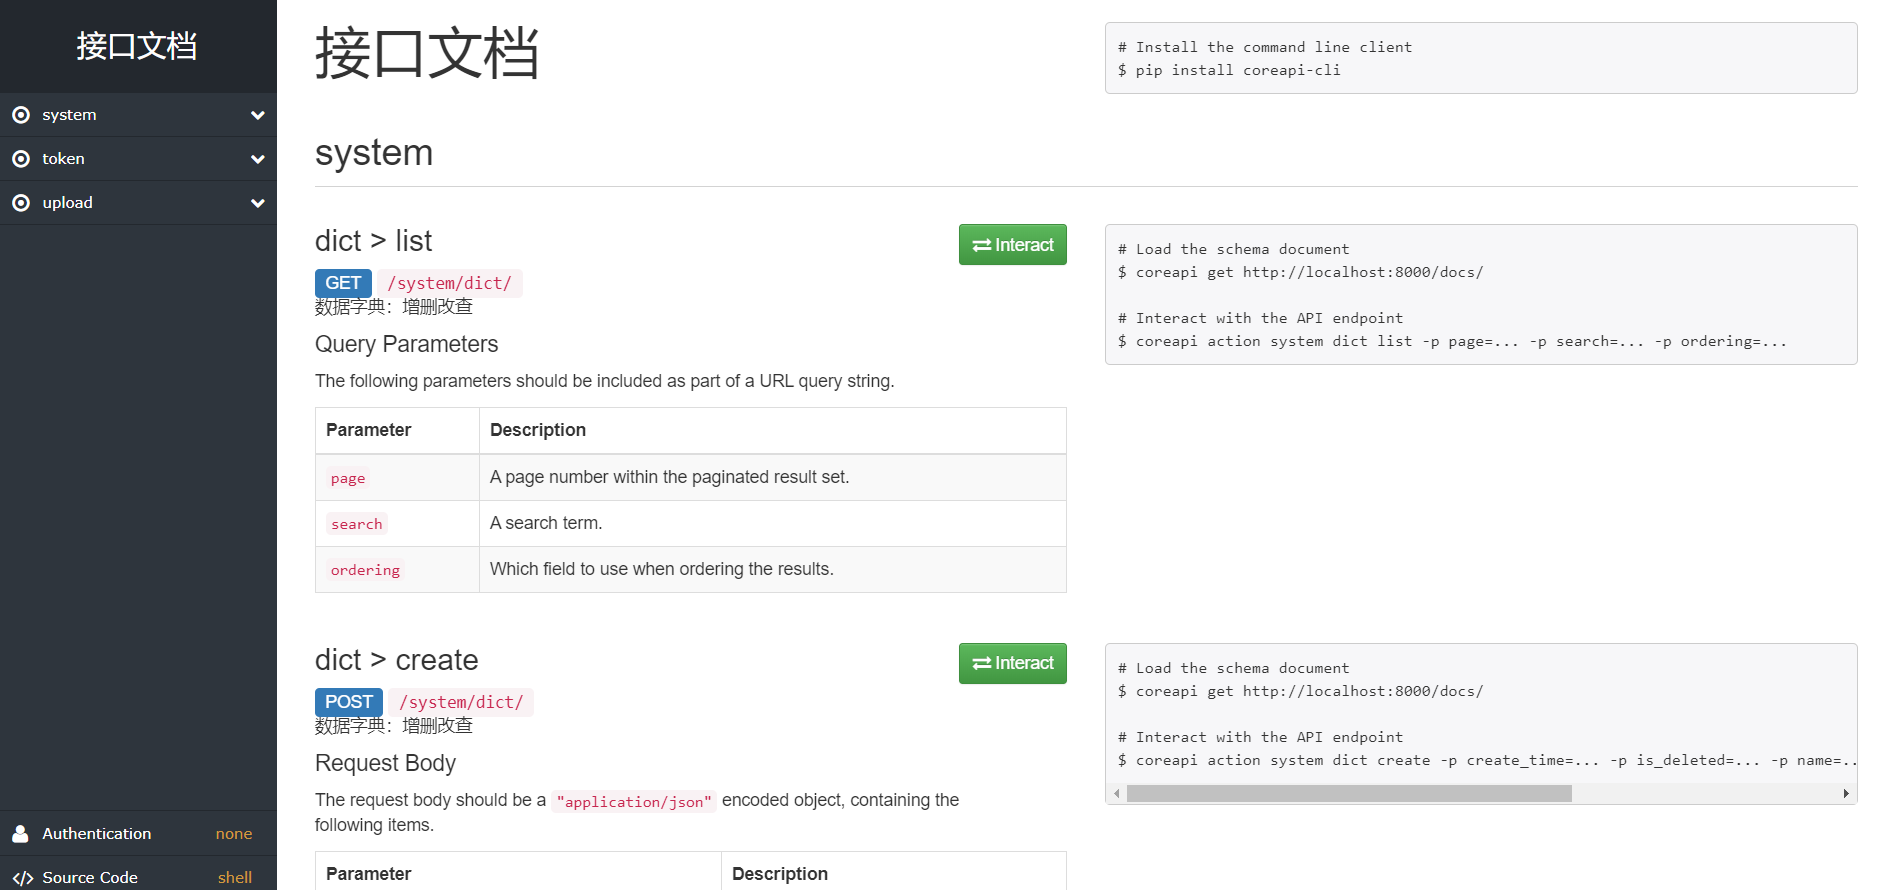 接口文档
system
token
upload
Authentication none
Source Code shell
接口文档
# Install the command line client
$ pip install coreapi-cli
system
dict > list
Interact
GET /system/dict/
数据字典：增删改查
Query Parameters
The following parameters should be included as part of a URL query string.
Parameter Description
page A page number within the paginated result set.
search A search term.
ordering Which field to use when ordering the results.
# Load the schema document
$ coreapi get http://localhost:8000/docs/
# Interact with the API endpoint
$ coreapi action system dict list -p page=... -p search=... -p ordering=...
dict > create
Interact
POST /system/dict/
数据字典：增删改查
Request Body
The request body should be a "application/json" encoded object, containing the
following items.
Parameter Description
# Load the schema document
$ coreapi get http://localhost:8000/docs/
# Interact with the API endpoint
$ coreapi action system dict create -p create_time=... -p is_deleted=... -p name=..